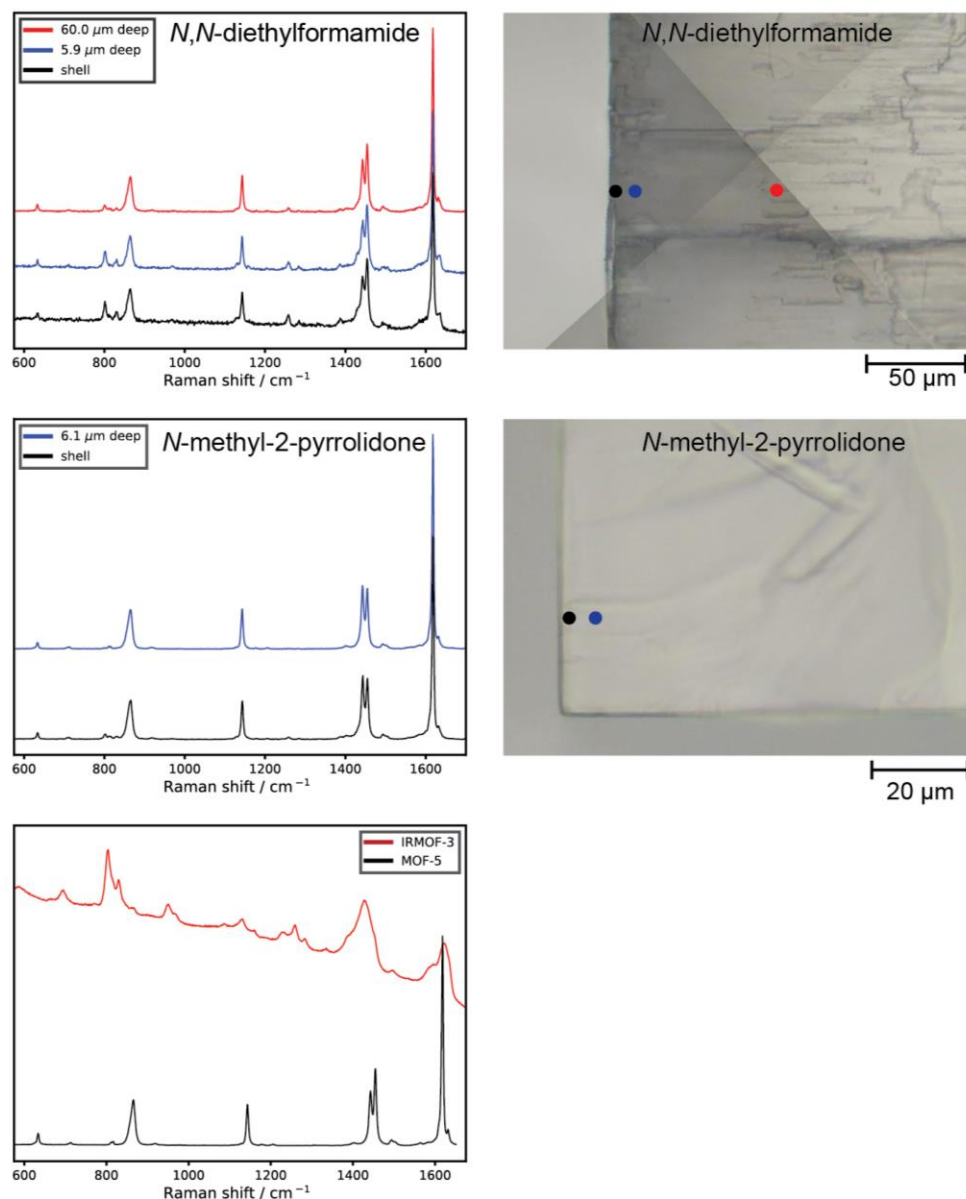 60.0 μm deep
5.9 μm deep
shell
N,N-diethylformamide
600 800 1000 1200 1400 1600
Raman shift / cm⁻¹
N,N-diethylformamide
50 μm
6.1 μm deep
shell
N-methyl-2-pyrrolidone
600 800 1000 1200 1400 1600
Raman shift / cm⁻¹
N-methyl-2-pyrrolidone
20 μm
IRMOF-3
MOF-5
600 800 1000 1200 1400 1600
Raman shift / cm⁻¹